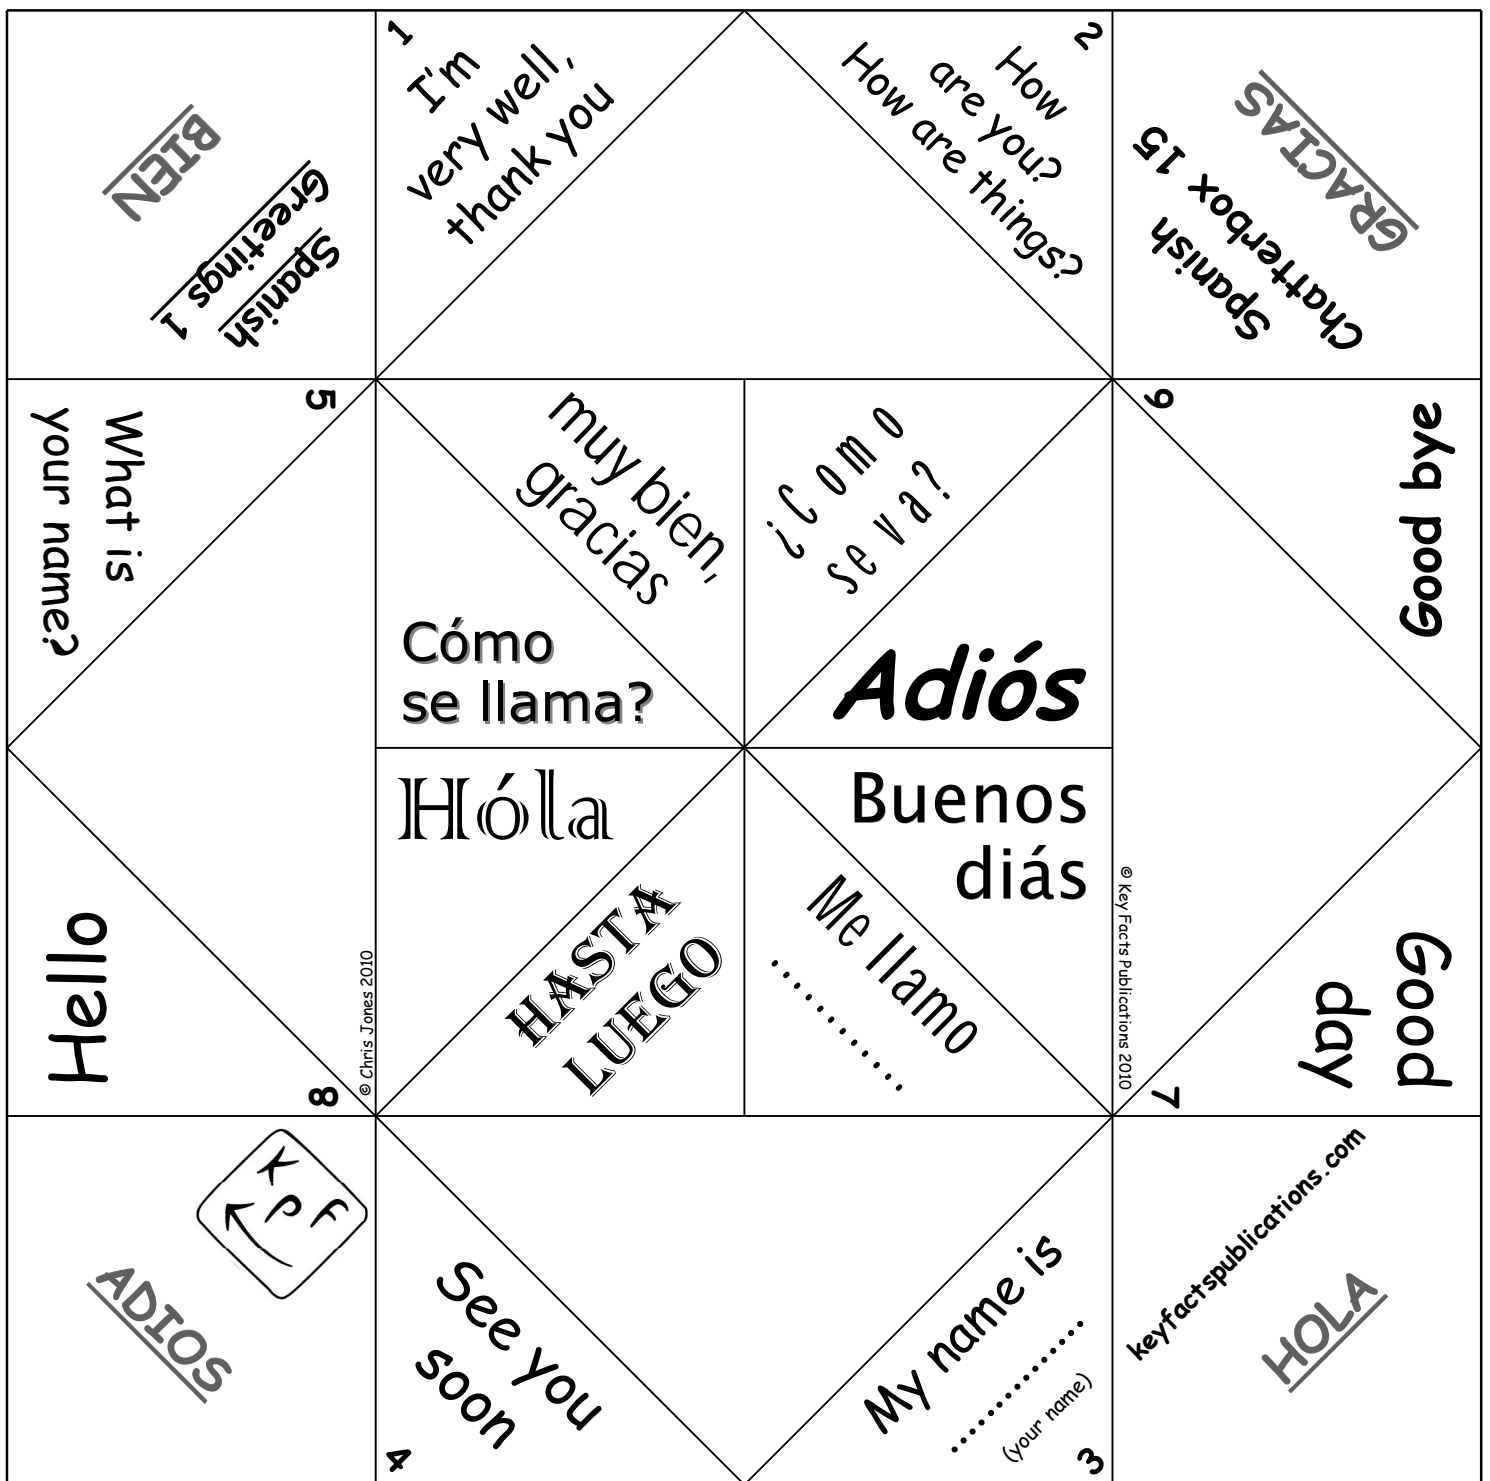 BIEN
Greetings 1
Spanish
1
I'm
very well,
thank you
2
How
are you?
How are things?
GRACIAS
Chatterbox 15
Spanish
5
What is
your name?
muy bien,
gracias
¿Como
se va?
6
Good bye
Cómo
se llama?
Adiós
Hóla
Buenos
diás
HASTA
LUEGO
Me llamo
...........
Hello
8
© Chris Jones 2010
© Key Facts Publications 2010
Good
day
7
K
P F
ADIOS
See you
soon
4
My name is
................
(your name)
3
keyfactspublications.com
HOLA